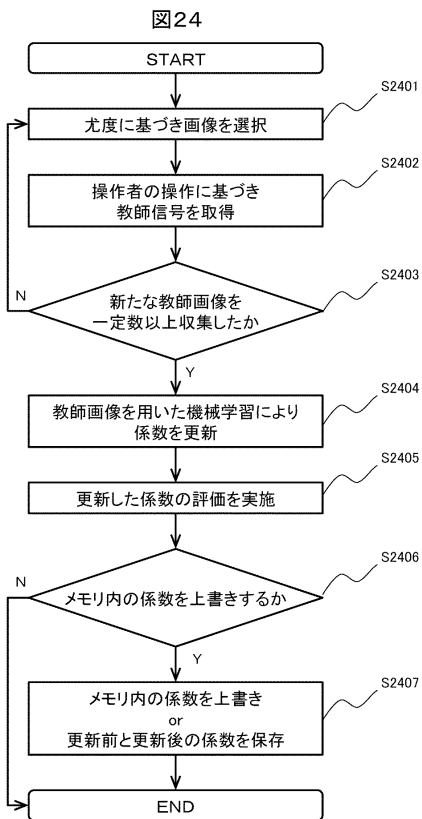 図24
START
S2401
尤度に基づき画像を選択
S2402
操作者の操作に基づき
教師信号を取得
S2403
N
新たな教師画像を
一定数以上収集したか
Y
S2404
教師画像を用いた機械学習により
係数を更新
S2405
更新した係数の評価を実施
S2406
N
メモリ内の係数を上書きするか
Y
S2407
メモリ内の係数を上書き
or
更新前と更新後の係数を保存
END